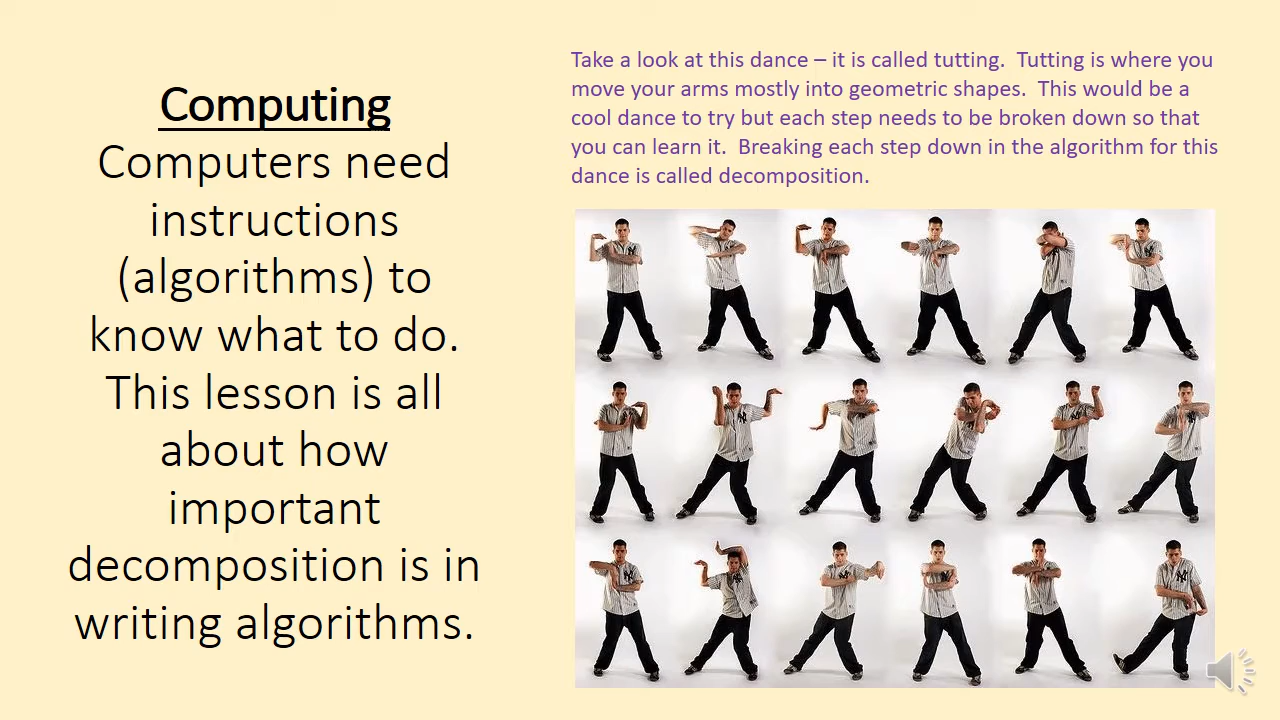 Computing
Computers need
instructions
(algorithms) to
know what to do.
This lesson is all
about how
important
decomposition is in
writing algorithms.
Take a look at this dance – it is called tutting.  Tutting is where you
move your arms mostly into geometric shapes.  This would be a
cool dance to try but each step needs to be broken down so that
you can learn it.  Breaking each step down in the algorithm for this
dance is called decomposition.